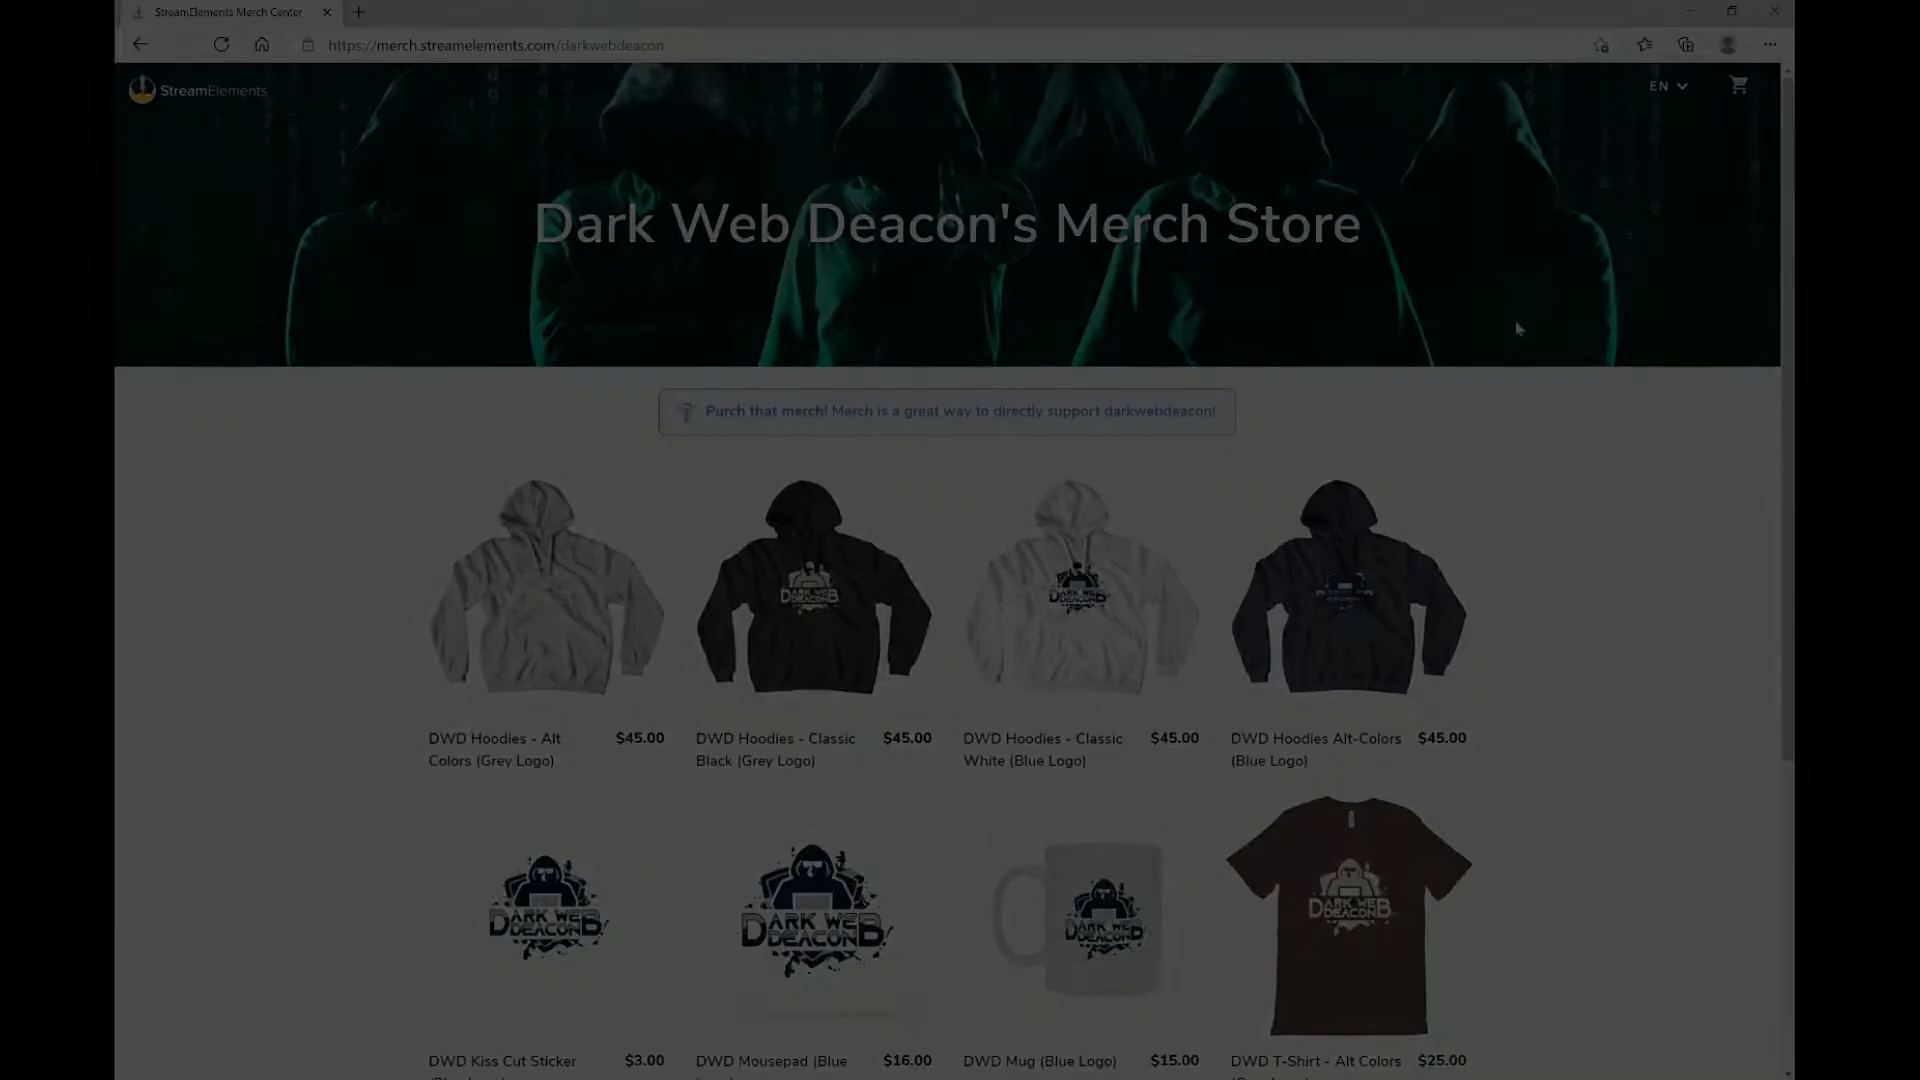 StreamElements Merch Center
https://merch.streamelements.com/darkwebdeacon
StreamElements
EN
Dark Web Deacon's Merch Store
Purch that merch! Merch is a great way to directly support darkwebdeacon!
DARK WEB
DEACON
DARK WEB
DEACON
DWD Hoodies - Alt
Colors (Grey Logo)
$45.00
DWD Hoodies - Classic
Black (Grey Logo)
$45.00
DWD Hoodies - Classic
White (Blue Logo)
$45.00
DWD Hoodies Alt-Colors
(Blue Logo)
$45.00
DARK WEB
DEACON
DARK WEB
DEACON
DARK WEB
DEACON
DARK WEB
DEACON
DWD Kiss Cut Sticker
$3.00
DWD Mousepad (Blue
$16.00
DWD Mug (Blue Logo)
$15.00
DWD T-Shirt - Alt Colors
$25.00